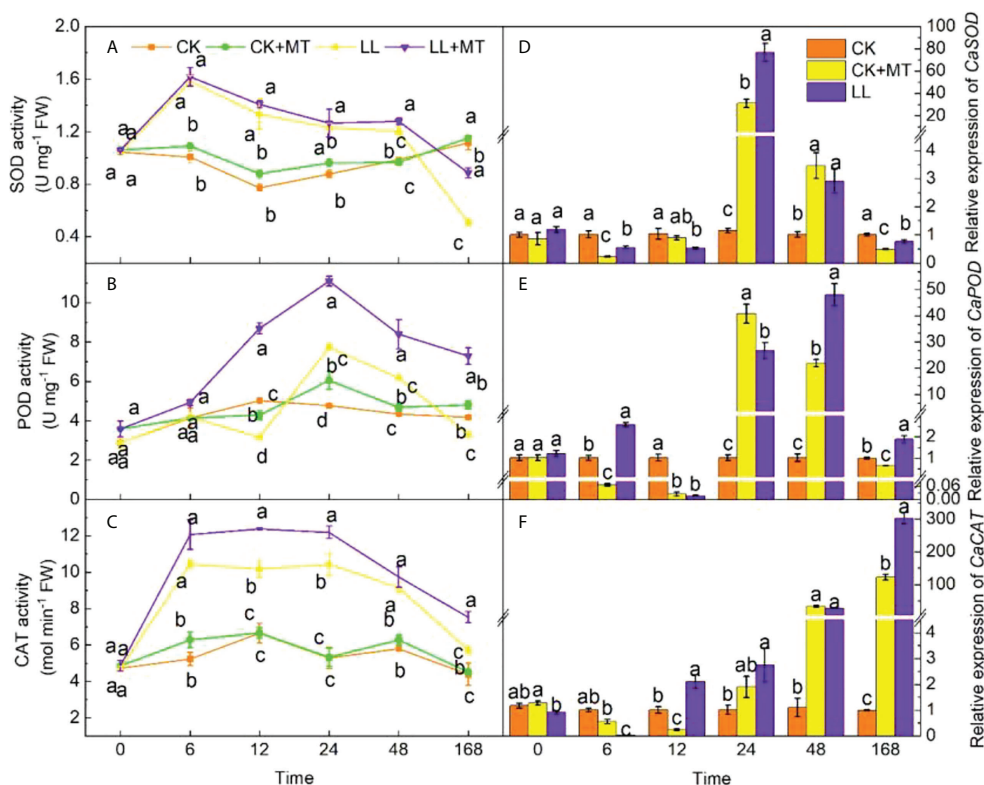 A
CK CK+MT LL LL+MT
SOD activity
(U mg-1 FW)
2.0
1.6
1.2
0.8
0.4
B
POD activity
(U mg-1 FW)
10
8
6
4
2
0
C
CAT activity
(mol min-1 FW)
12
10
8
6
4
2
0 6 12 24 48 168
Time
D
CK
CK+MT
LL
a a a
a c b
a ab b
c b a
b a a
a c b
100
80
60
40
20
4
3
2
1
0
Relative expression of CaSOD
E
a a a
b c a
a b b
c a b
c b a
b c a
50
40
30
20
2
1
0.06
0.00
Relative expression of CaPOD
F
ab a b
ab b c
b c a
b ab a
b a a
c b a
300
200
100
4
3
2
1
0
Relative expression of CaCAT
0 6 12 24 48 168
Time